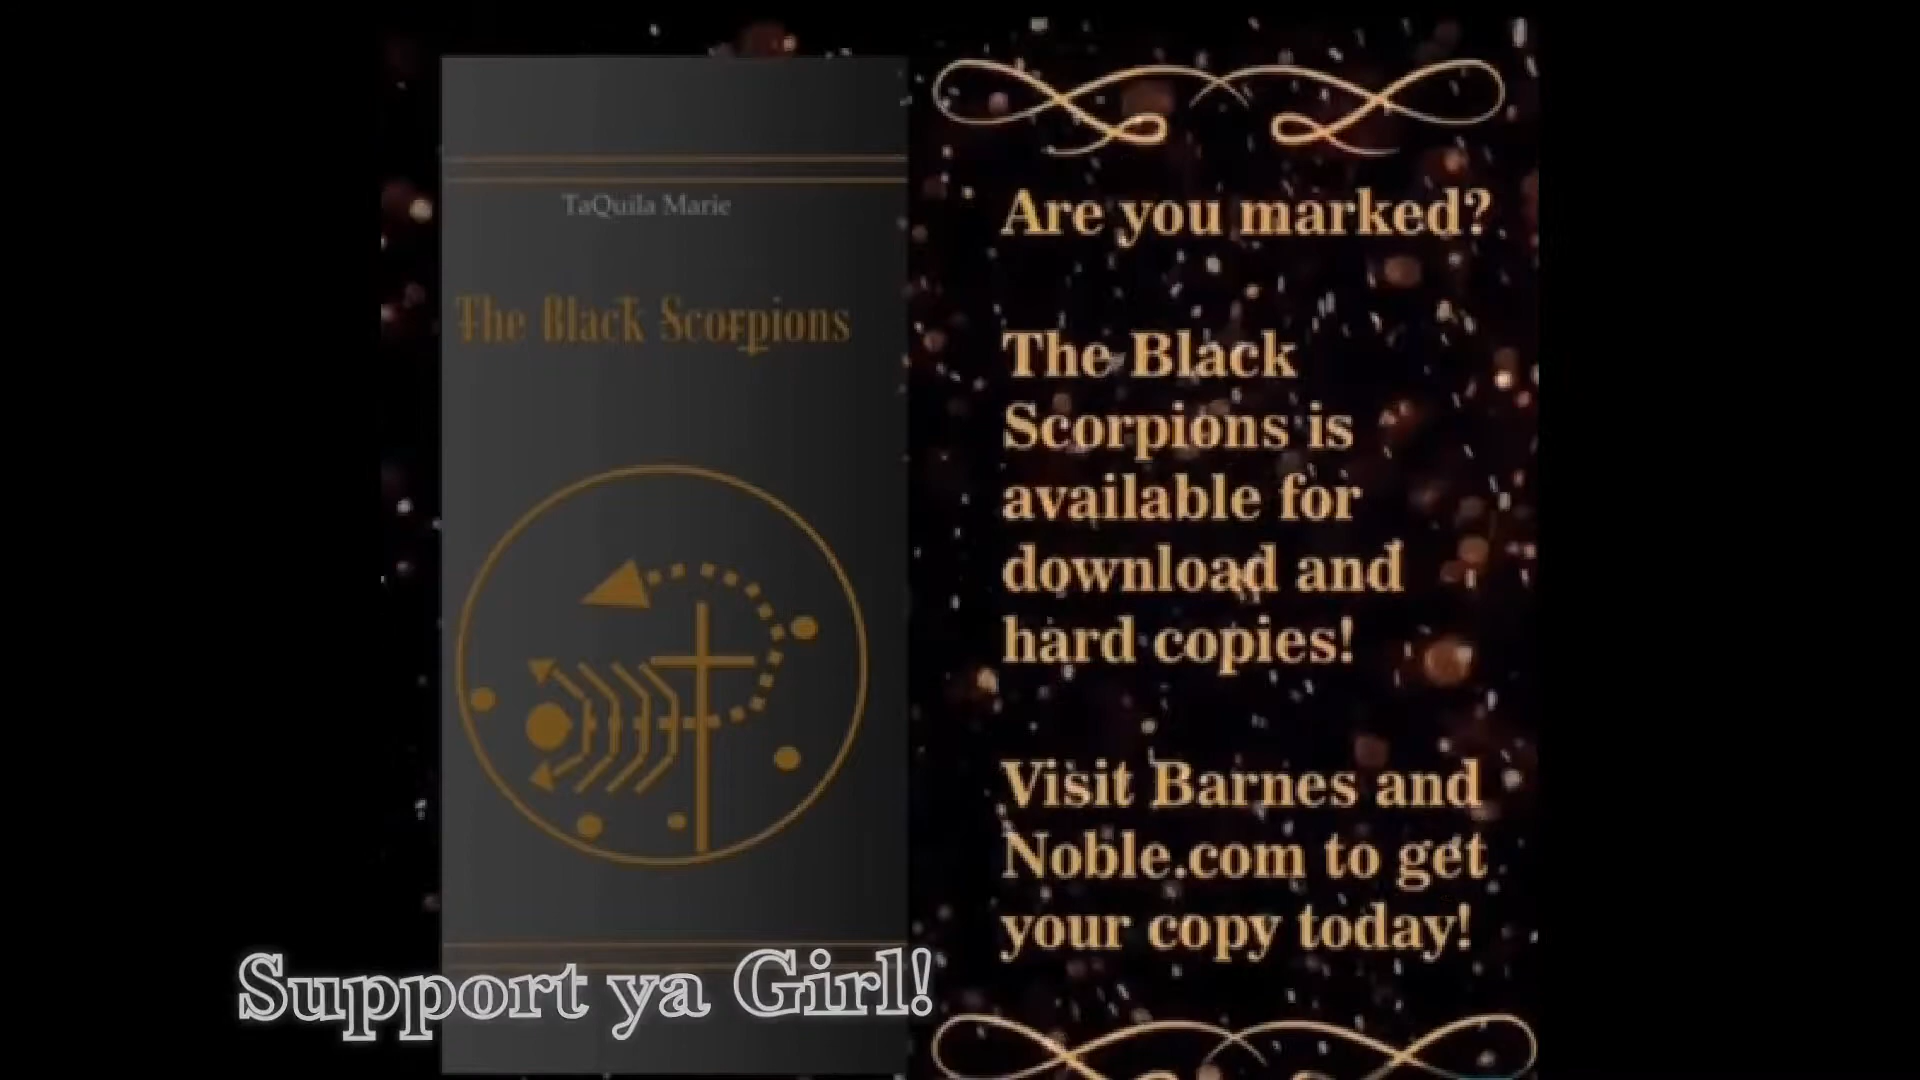 TaQuila Marie
The Black Scorpions
Are you marked?
The Black
Scorpions is
available for
download and
hard copies!
Visit Barnes and
Noble.com to get
your copy today!
Support ya Girl!